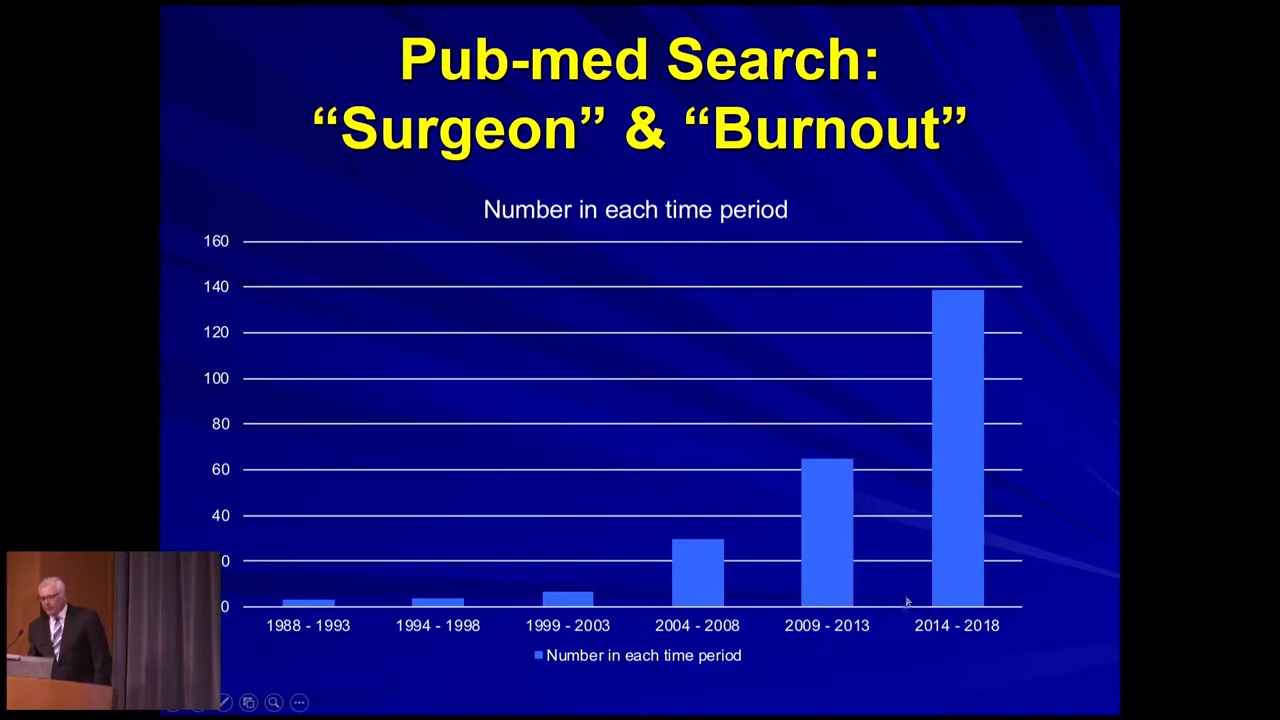 Pub-med Search:
“Surgeon” & “Burnout”
Number in each time period
160
140
120
100
80
60
40
0
0
1988 - 1993
1994 - 1998
1999 - 2003
2004 - 2008
2009 - 2013
2014 - 2018
Number in each time period